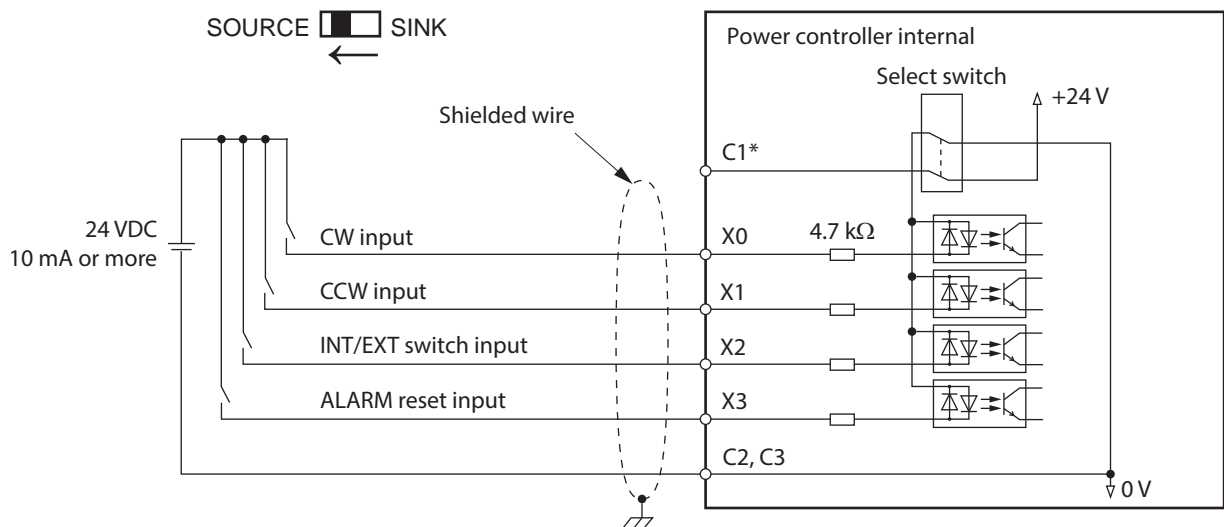 SOURCE SINK
Power controller internal
Select switch
+24 V
Shielded wire
C1*
24 VDC
10 mA or more
CW input
X0
4.7 kΩ
CCW input
X1
INT/EXT switch input
X2
ALARM reset input
X3
C2, C3
0 V